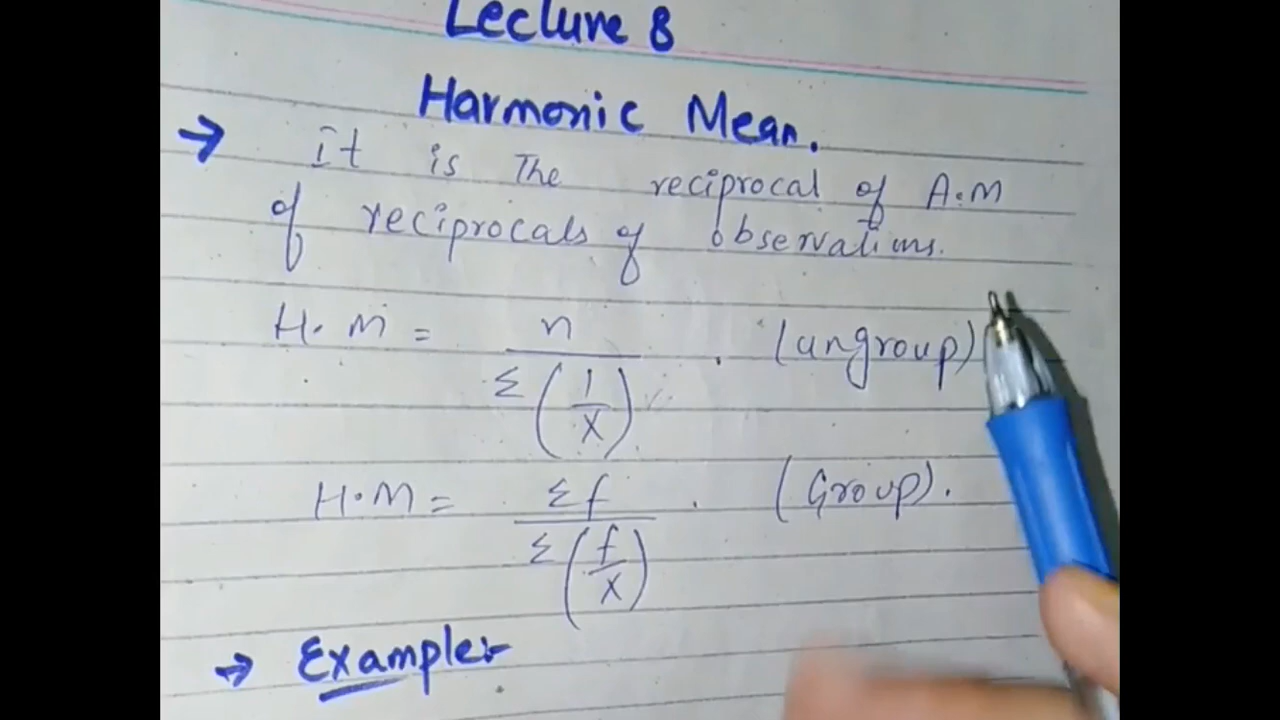 Lecture 8
Harmonic Mean.
→ it is The reciprocal of A.M
of reciprocals of observations.
H.M = n / Σ(1/X) . (ungroup)
H.M = Σf / Σ(f/X) . (Group).
→ Example:-